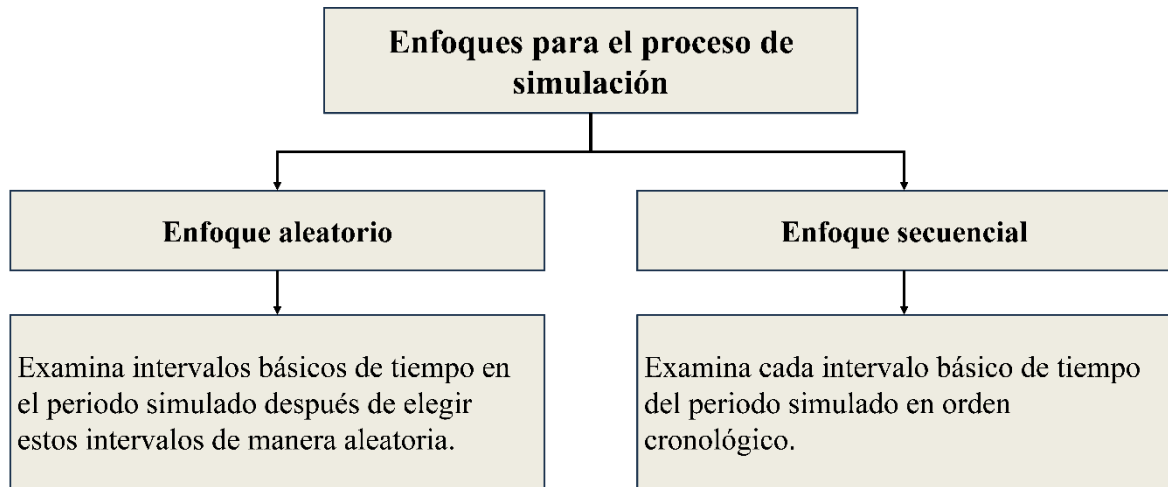 Enfoques para el proceso de
simulación
Enfoque aleatorio
Enfoque secuencial
Examina intervalos básicos de tiempo en
el periodo simulado después de elegir
estos intervalos de manera aleatoria.
Examina cada intervalo básico de tiempo
del periodo simulado en orden
cronológico.